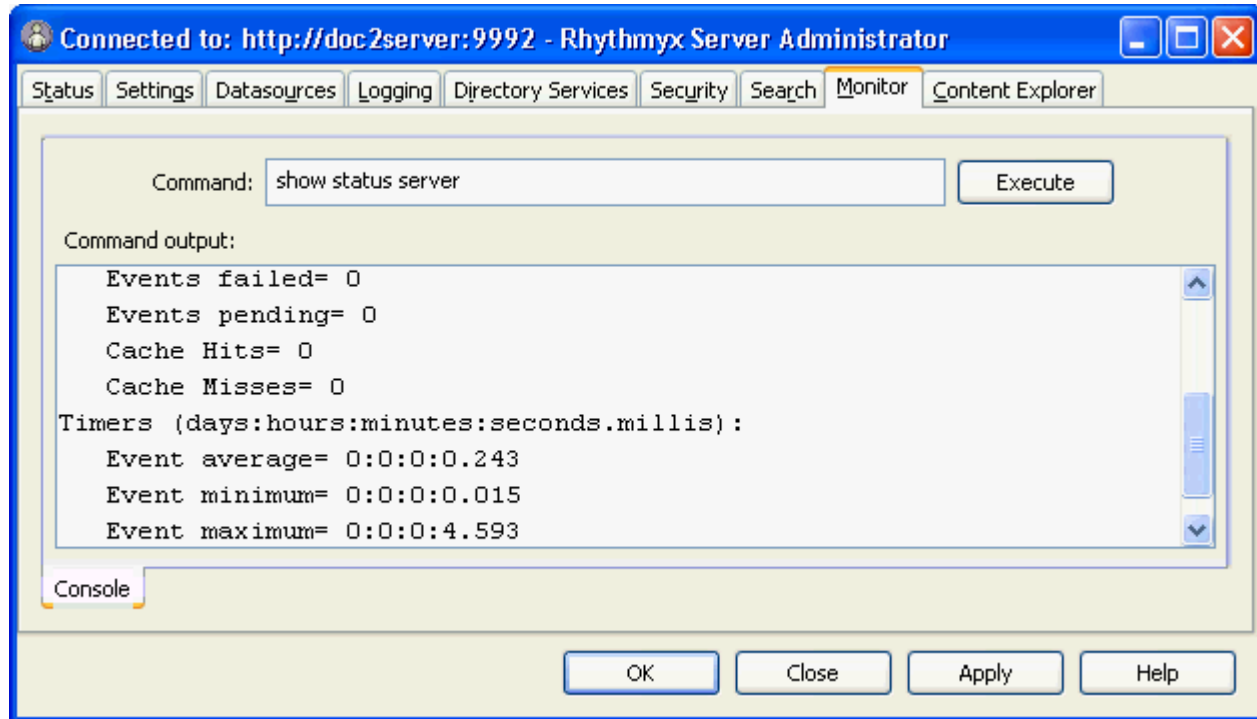 Connected to: http://doc2server:9992 - Rhythmyx Server Administrator
Status Settings Datasources Logging Directory Services Security Search Monitor Content Explorer
Command: show status server Execute
Command output:
Events failed= 0
Events pending= 0
Cache Hits= 0
Cache Misses= 0
Timers (days:hours:minutes:seconds.millis):
Event average= 0:0:0:0.243
Event minimum= 0:0:0:0.015
Event maximum= 0:0:0:4.593
Console
OK Close Apply Help